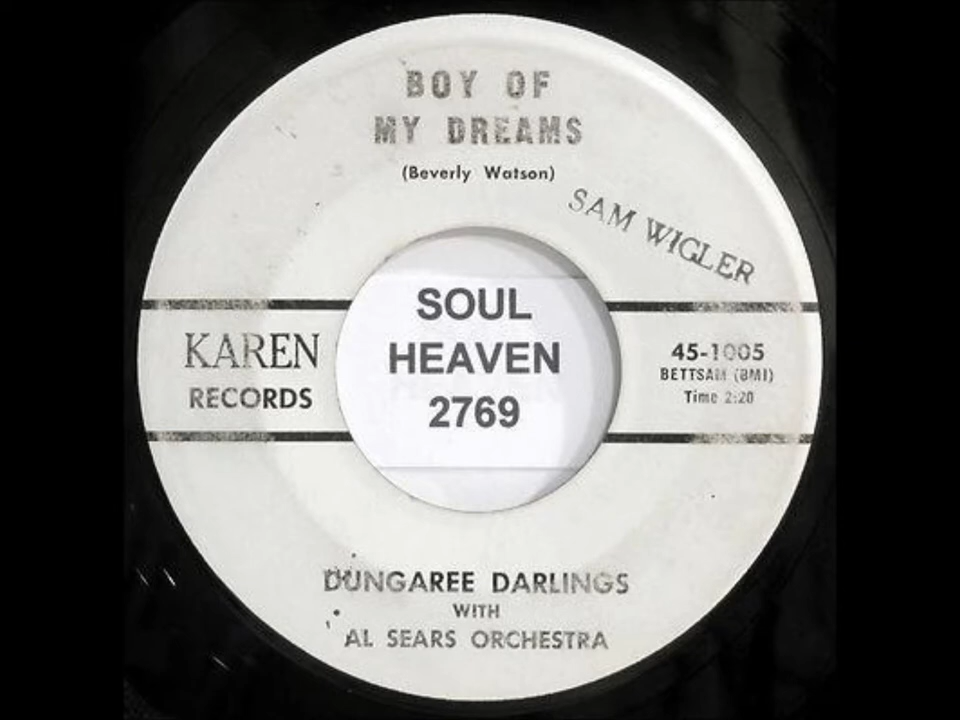 BOY OF
MY DREAMS
(Beverly Watson)
SAM WIGLER
KAREN
RECORDS
SOUL
HEAVEN
2769
45-1005
BETTSAM (BMI)
Time 2:20
DUNGAREE DARLINGS
WITH
AL SEARS ORCHESTRA